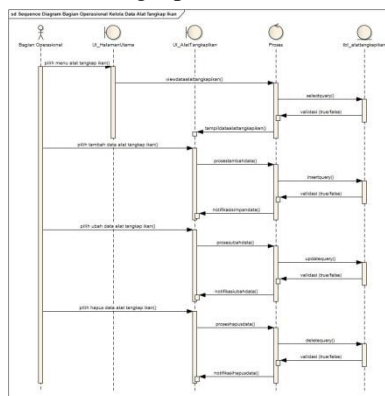 sd Sequence Diagram Bagian Operasional Kelola Data Alat Tangkap Ikan
Bagian Operasional
UI_HalamanUtama
UI_AlatTangkapIkan
Proses
tbl_alattangkapikan
pilih menu alat tangkap ikan()
viewdataalattangkapikan()
selectquery()
validasi (true/false)
tampildataalattangkapikan()
pilih tambah data alat tangkap ikan()
prosestambahdata()
insertquery()
validasi (true/false)
notifikasisimpandata()
pilih ubah data alat tangkap ikan()
prosesubahdata()
updatequery()
validasi (true/false)
notifikasiubahdata()
pilih hapus data alat tangkap ikan()
proseshapusdata()
deletequery()
validasi (true/false)
notifikasihapusdata()